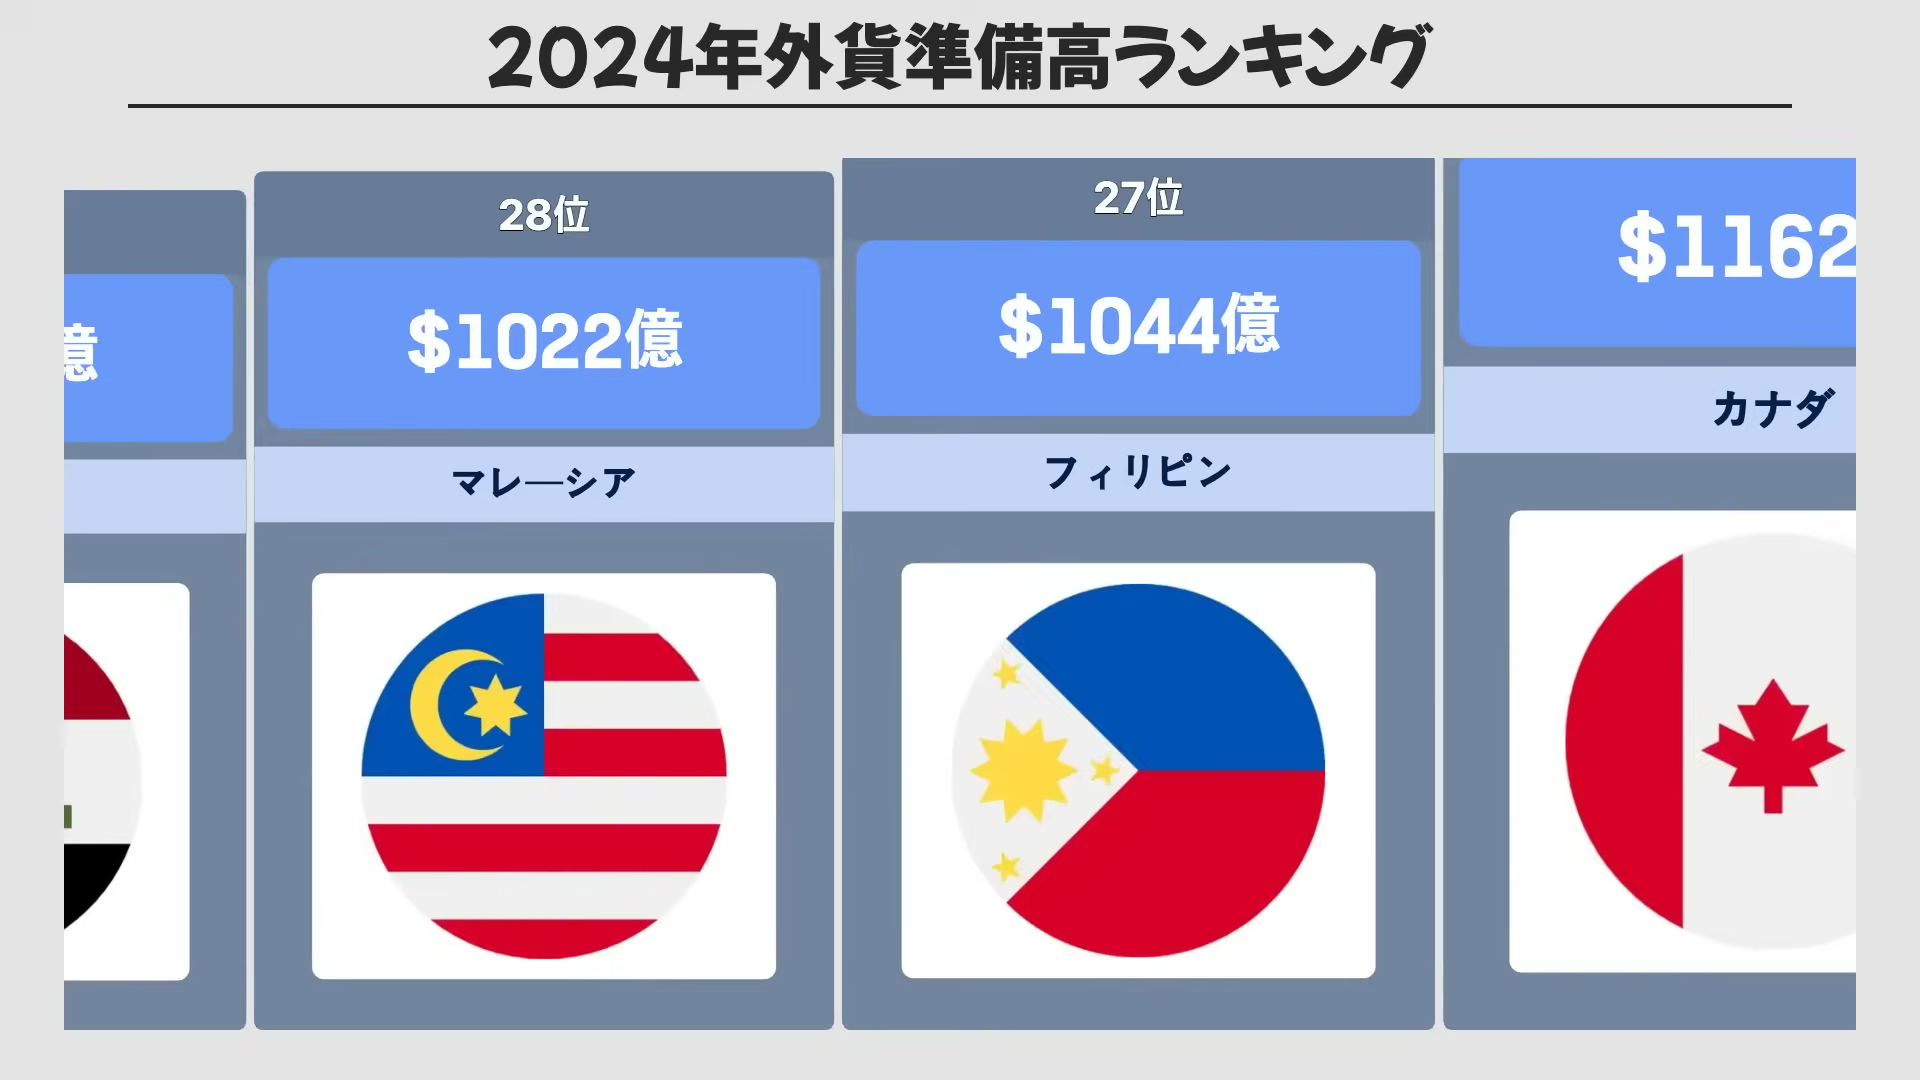 2024年外貨準備高ランキング
億
28位
$1022億
マレーシア
27位
$1044億
フィリピン
$1162
カナダ